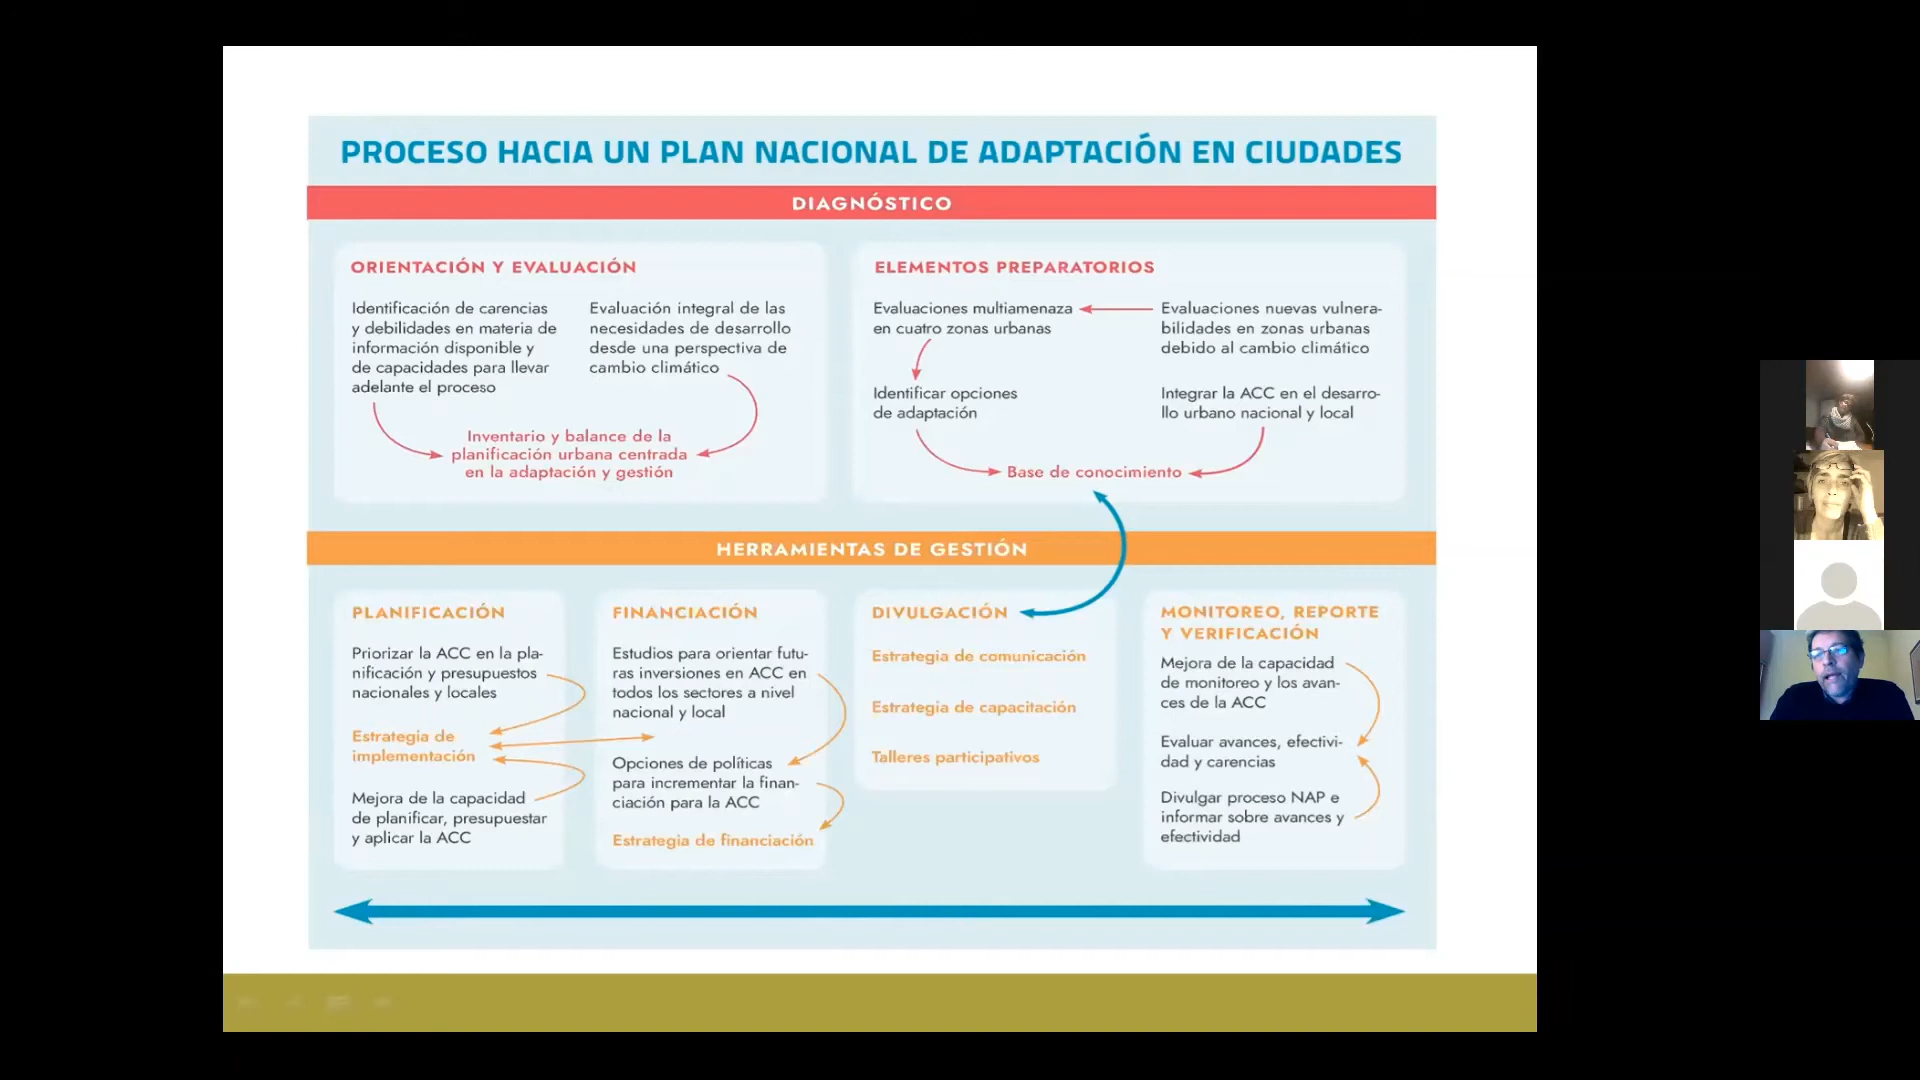 PROCESO HACIA UN PLAN NACIONAL DE ADAPTACIÓN EN CIUDADES
DIAGNÓSTICO
ORIENTACIÓN Y EVALUACIÓN
Identificación de carencias
y debilidades en materia de
información disponible y
de capacidades para llevar
adelante el proceso
Evaluación integral de las
necesidades de desarrollo
desde una perspectiva de
cambio climático
Inventario y balance de la
planificación urbana centrada
en la adaptación y gestión
ELEMENTOS PREPARATORIOS
Evaluaciones multiamenaza
en cuatro zonas urbanas
Evaluaciones nuevas vulnera-
bilidades en zonas urbanas
debido al cambio climático
Identificar opciones
de adaptación
Integrar la ACC en el desarro-
llo urbano nacional y local
Base de conocimiento
HERRAMIENTAS DE GESTIÓN
PLANIFICACIÓN
Priorizar la ACC en la pla-
nificación y presupuestos
nacionales y locales
Estrategia de
implementación
Mejora de la capacidad
de planificar, presupuestar
y aplicar la ACC
FINANCIACIÓN
Estudios para orientar futu-
ras inversiones en ACC en
todos los sectores a nivel
nacional y local
Opciones de políticas
para incrementar la finan-
ciación para la ACC
Estrategia de financiación
DIVULGACIÓN
Estrategia de comunicación
Estrategia de capacitación
Talleres participativos
MONITOREO, REPORTE
Y VERIFICACIÓN
Mejora de la capacidad
de monitoreo y los avan-
ces de la ACC
Evaluar avances, efectivi-
dad y carencias
Divulgar proceso NAP e
informar sobre avances y
efectividad